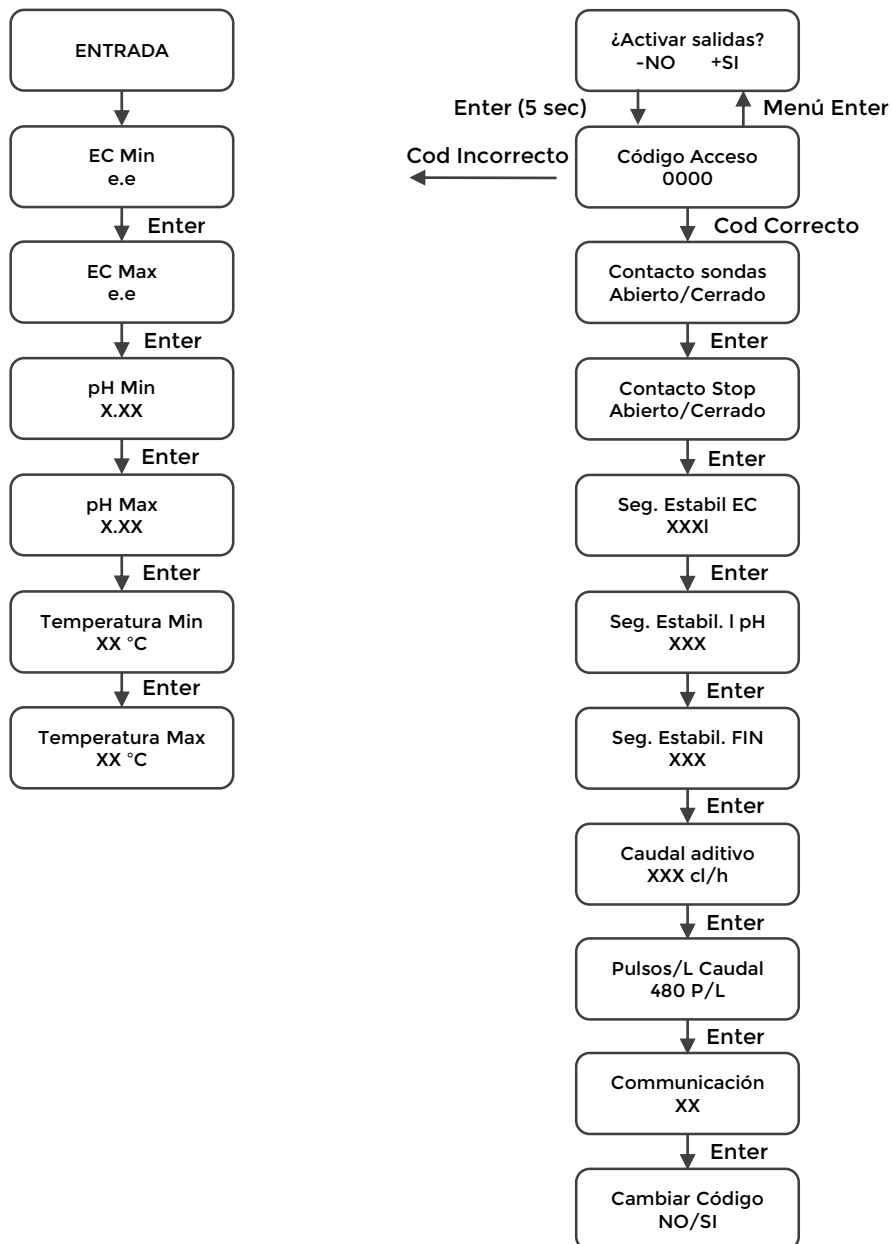 ENTRADA
EC Min
e.e
Enter
EC Max
e.e
Enter
pH Min
X.XX
Enter
pH Max
X.XX
Enter
Temperatura Min
XX °C
Enter
Temperatura Max
XX °C
¿Activar salidas?
-NO +SI
Enter (5 sec)
Menú Enter
Cod Incorrecto
Código Acceso
0000
Cod Correcto
Contacto sondas
Abierto/Cerrado
Enter
Contacto Stop
Abierto/Cerrado
Enter
Seg. Estabil EC
XXXl
Enter
Seg. Estabil. l pH
XXX
Enter
Seg. Estabil. FIN
XXX
Enter
Caudal aditivo
XXX cl/h
Enter
Pulsos/L Caudal
480 P/L
Enter
Communicación
XX
Enter
Cambiar Código
NO/SI